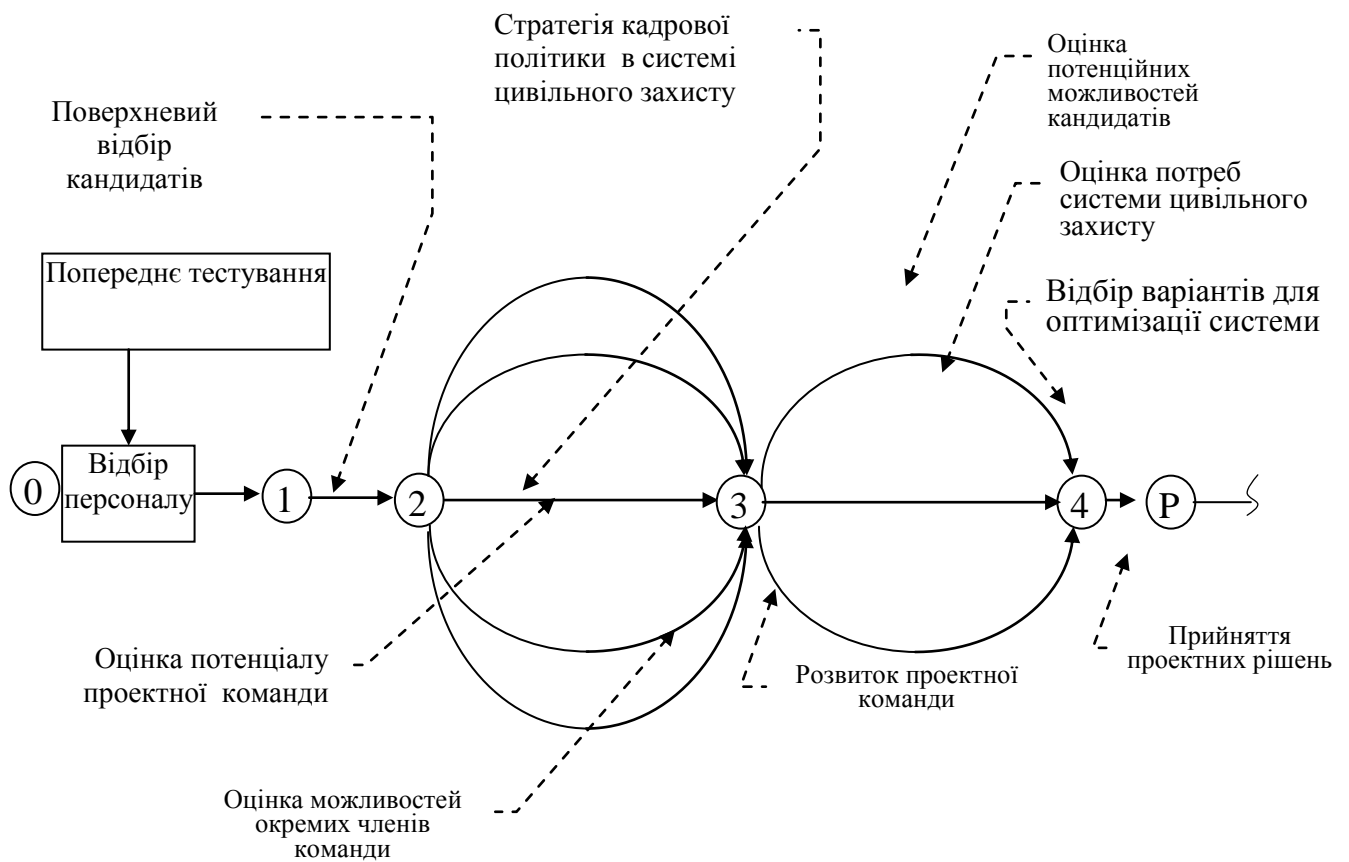 Стратегія кадрової
політики в системі
цивільного захисту
Оцінка
потенційних
можливостей
кандидатів
Поверхневий
відбір
кандидатів
Оцінка потреб
системи цивільного
захисту
Попереднє тестування
Відбір варіантів для
оптимізації системи
0
Відбір
персоналу
1
2
3
4
Р
Оцінка потенціалу
проектної команди
Розвиток проектної
команди
Прийняття
проектних рішень
Оцінка можливостей
окремих членів
команди